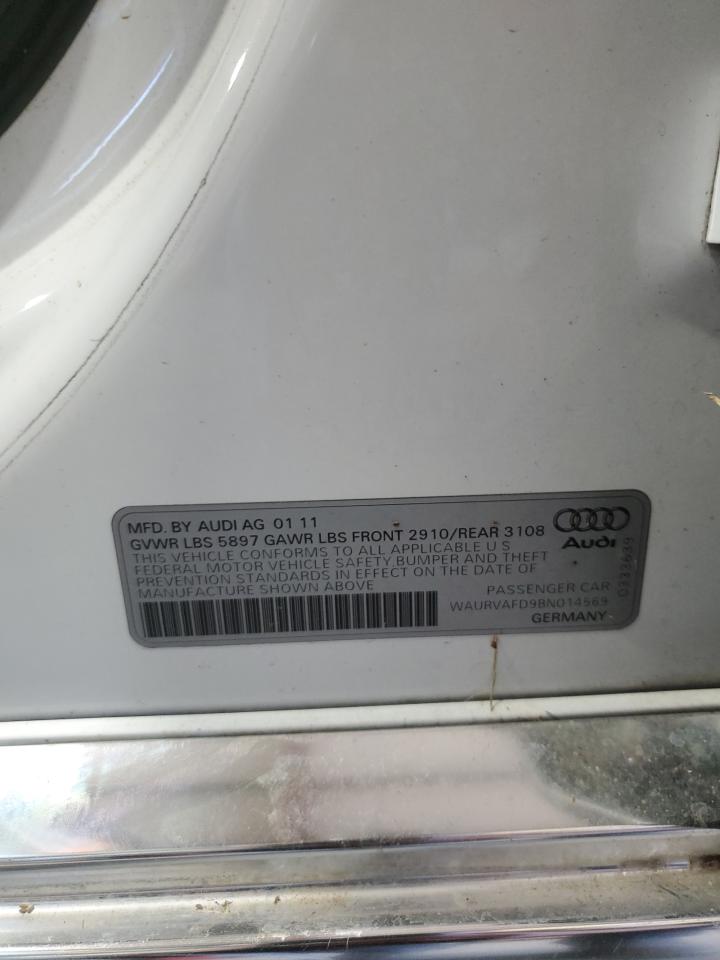 MFD. BY AUDI AG 01 11
GVWR LBS 5897 GAWR LBS FRONT 2910/REAR 3108
THIS VEHICLE CONFORMS TO ALL APPLICABLE U S
FEDERAL MOTOR VEHICLE SAFETY, BUMPER AND THEFT
PREVENTION STANDARDS IN EFFECT ON THE DATE OF
MANUFACTURE SHOWN ABOVE
Audi
PASSENGER CAR
WAURVAFD9BN014569
GERMANY
0333639